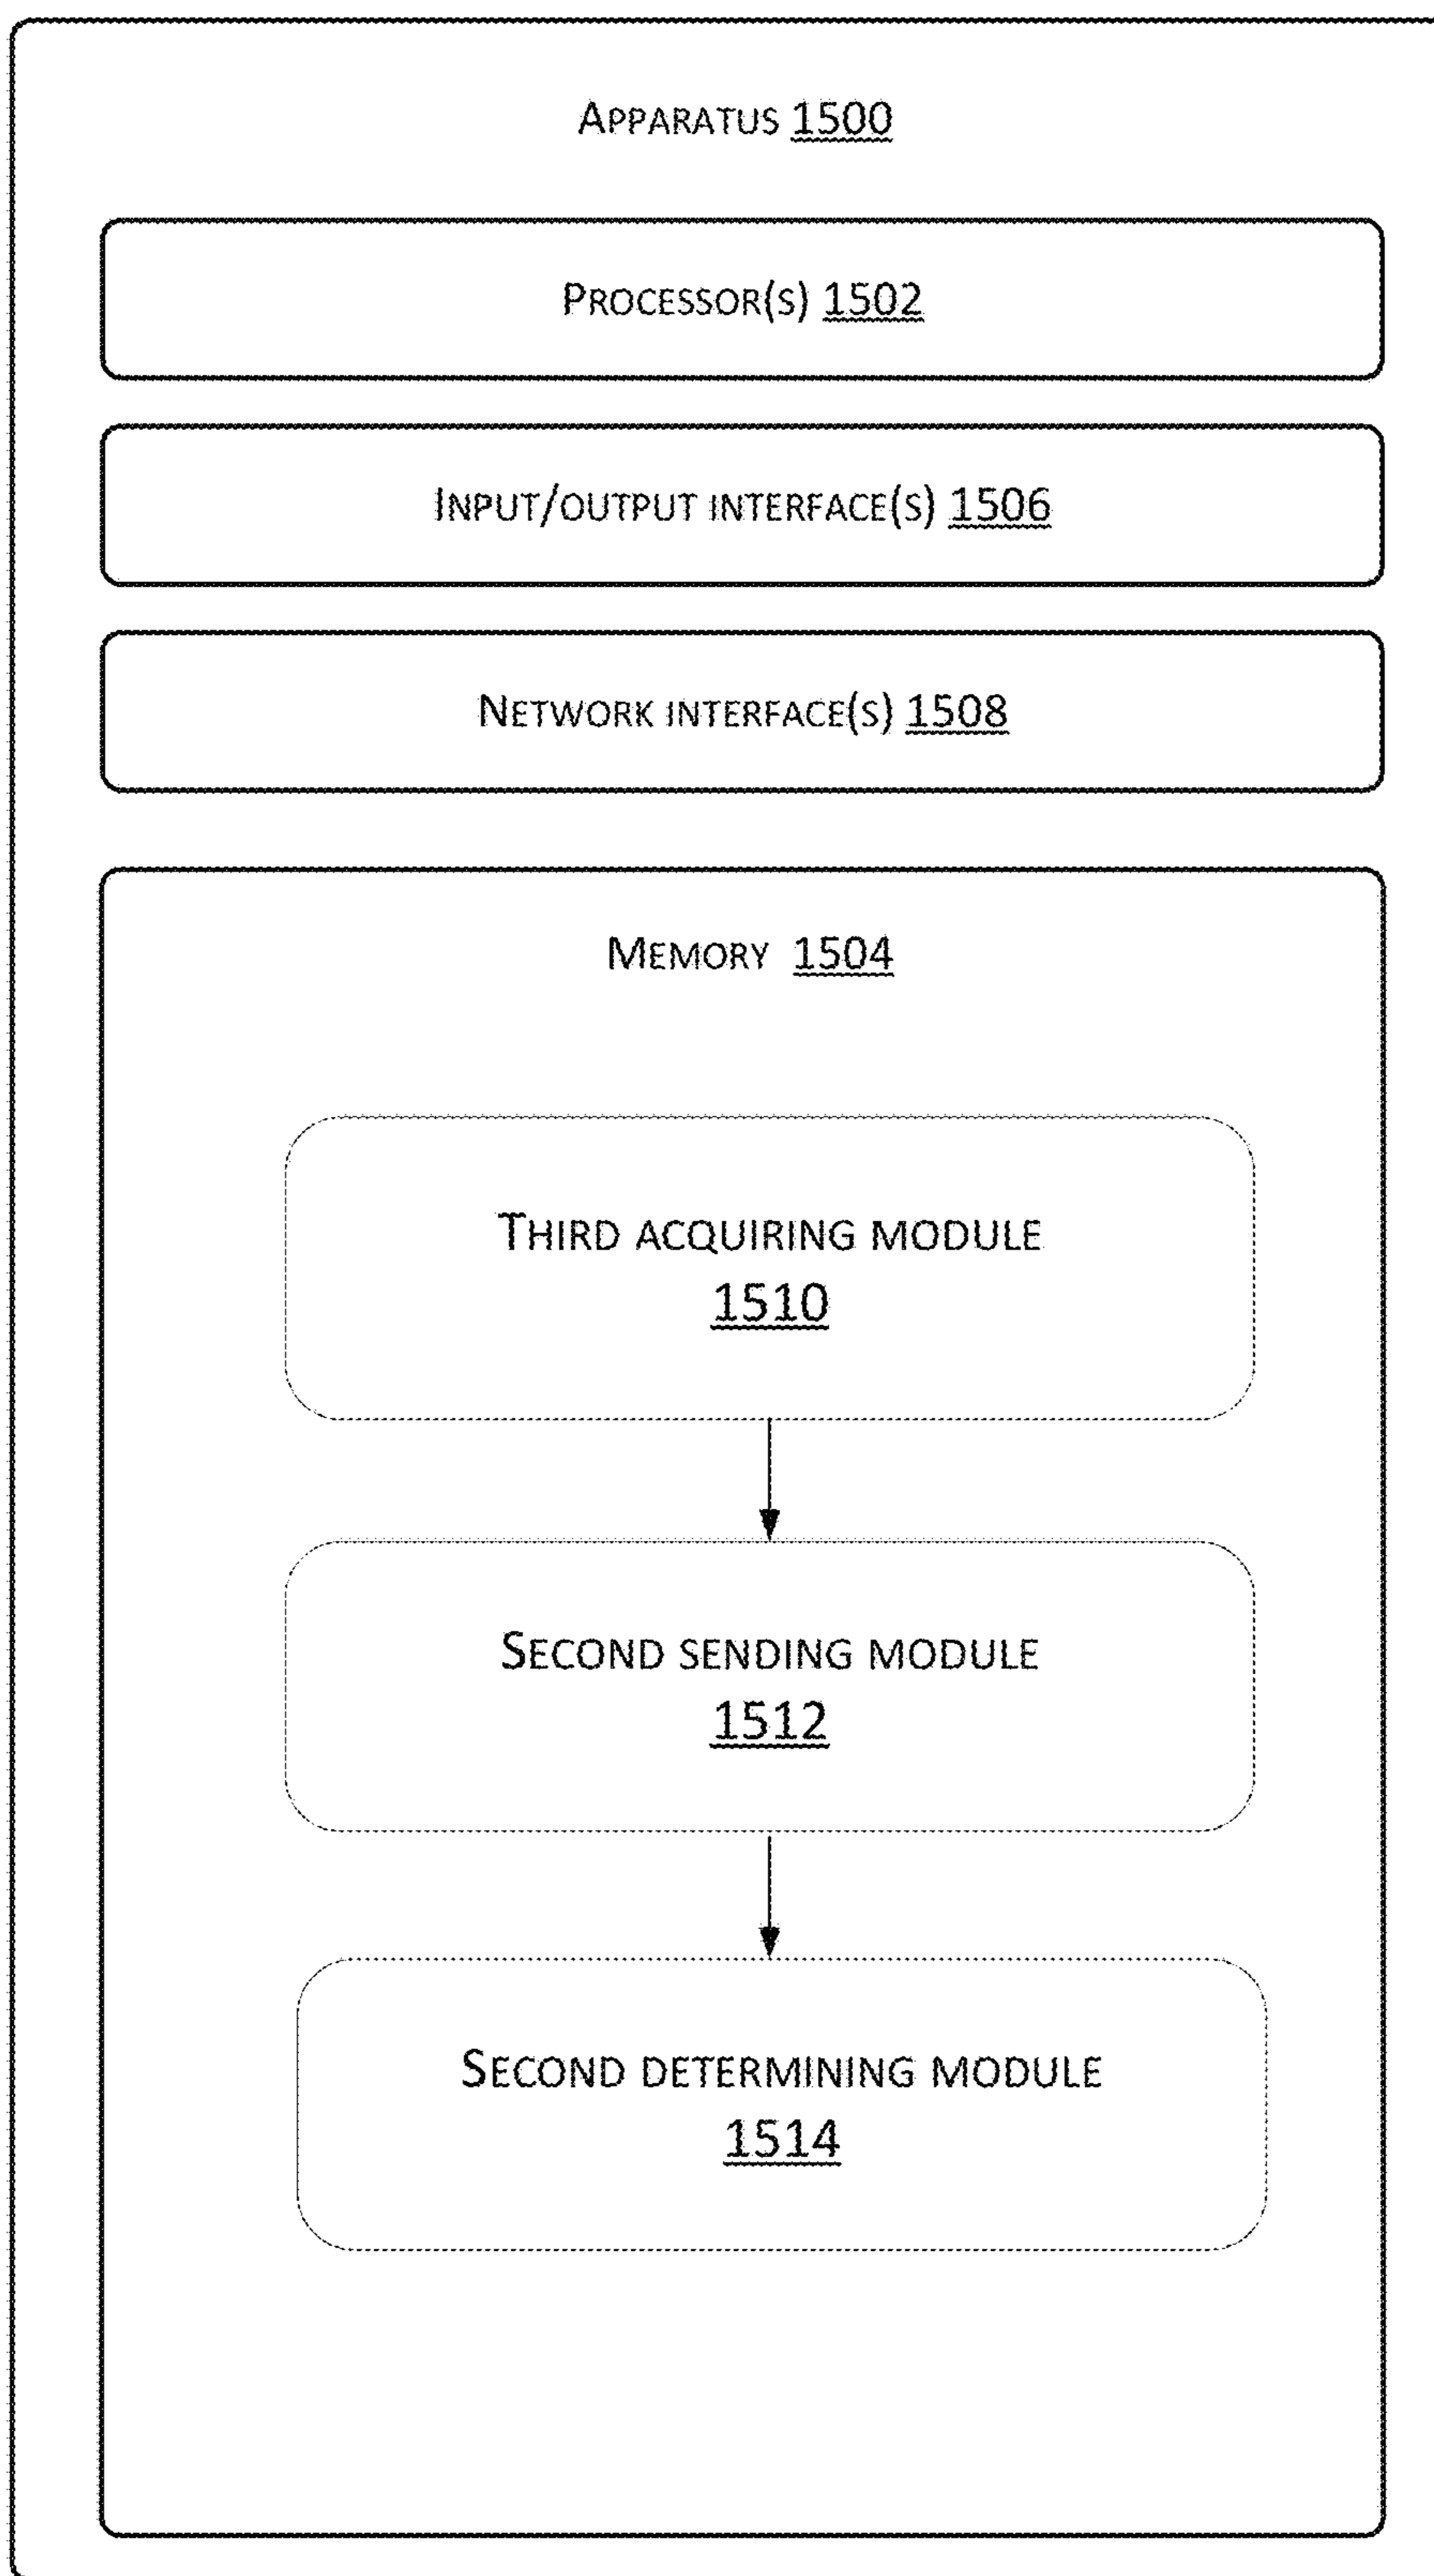 Apparatus 1500
Processor(s) 1502
Input/output interface(s) 1506
Network interface(s) 1508
Memory 1504
Third acquiring module
1510
Second sending module
1512
Second determining module
1514